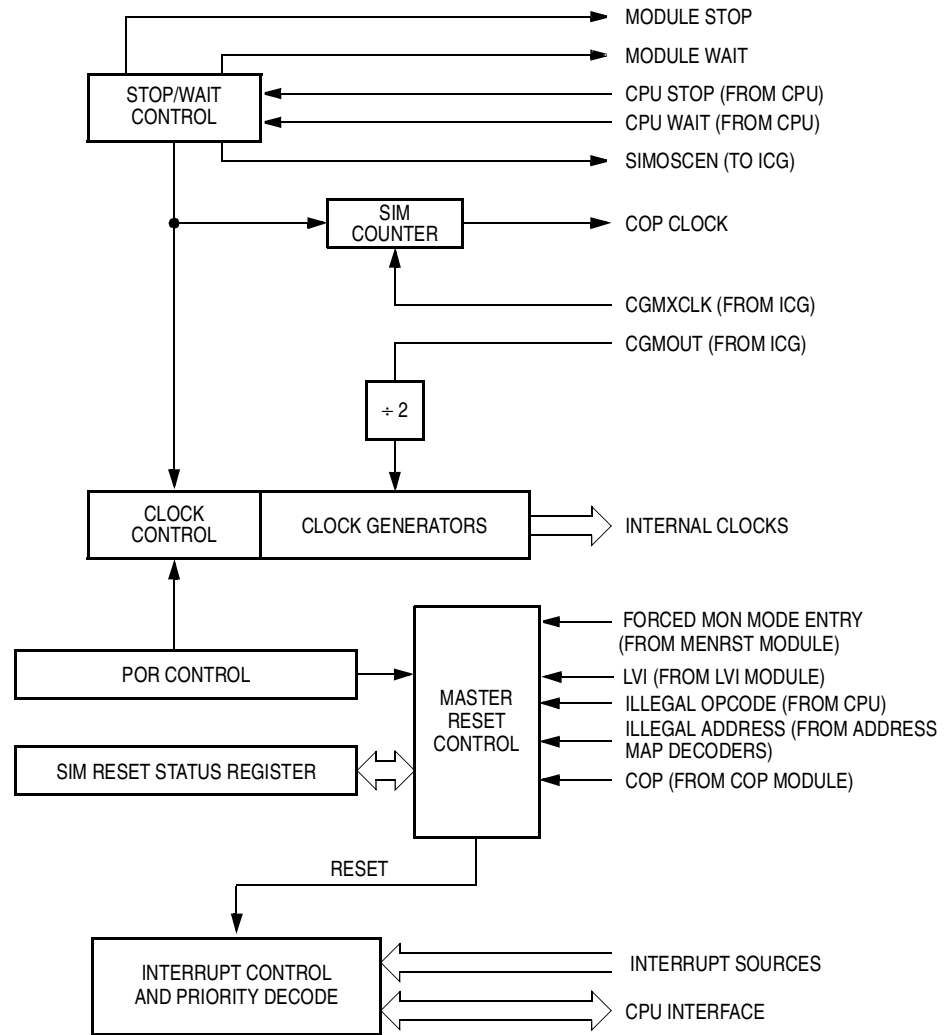 MODULE STOP
MODULE WAIT
STOP/WAIT
CONTROL
CPU STOP (FROM CPU)
CPU WAIT (FROM CPU)
SIMOSCEN (TO ICG)
SIM
COUNTER
COP CLOCK
CGMXCLK (FROM ICG)
CGMOUT (FROM ICG)
÷ 2
CLOCK
CONTROL
CLOCK GENERATORS
INTERNAL CLOCKS
FORCED MON MODE ENTRY
(FROM MENRST MODULE)
POR CONTROL
LVI (FROM LVI MODULE)
MASTER
RESET
CONTROL
ILLEGAL OPCODE (FROM CPU)
ILLEGAL ADDRESS (FROM ADDRESS
MAP DECODERS)
SIM RESET STATUS REGISTER
COP (FROM COP MODULE)
RESET
INTERRUPT CONTROL
AND PRIORITY DECODE
INTERRUPT SOURCES
CPU INTERFACE